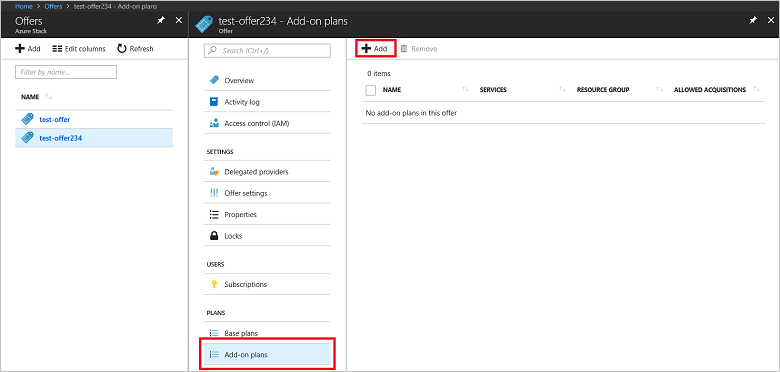 Home > Offers > test-offer234 - Add-on plans
Offers
Azure Stack
Add Edit columns Refresh
Filter by name...
NAME
test-offer
test-offer234
test-offer234 - Add-on plans
Offer
Search (Ctrl+/)
Overview
Activity log
Access control (IAM)
SETTINGS
Delegated providers
Offer settings
Properties
Locks
USERS
Subscriptions
PLANS
Base plans
Add-on plans
Add Remove
0 items
NAME SERVICES RESOURCE GROUP ALLOWED ACQUISITIONS
No add-on plans in this offer